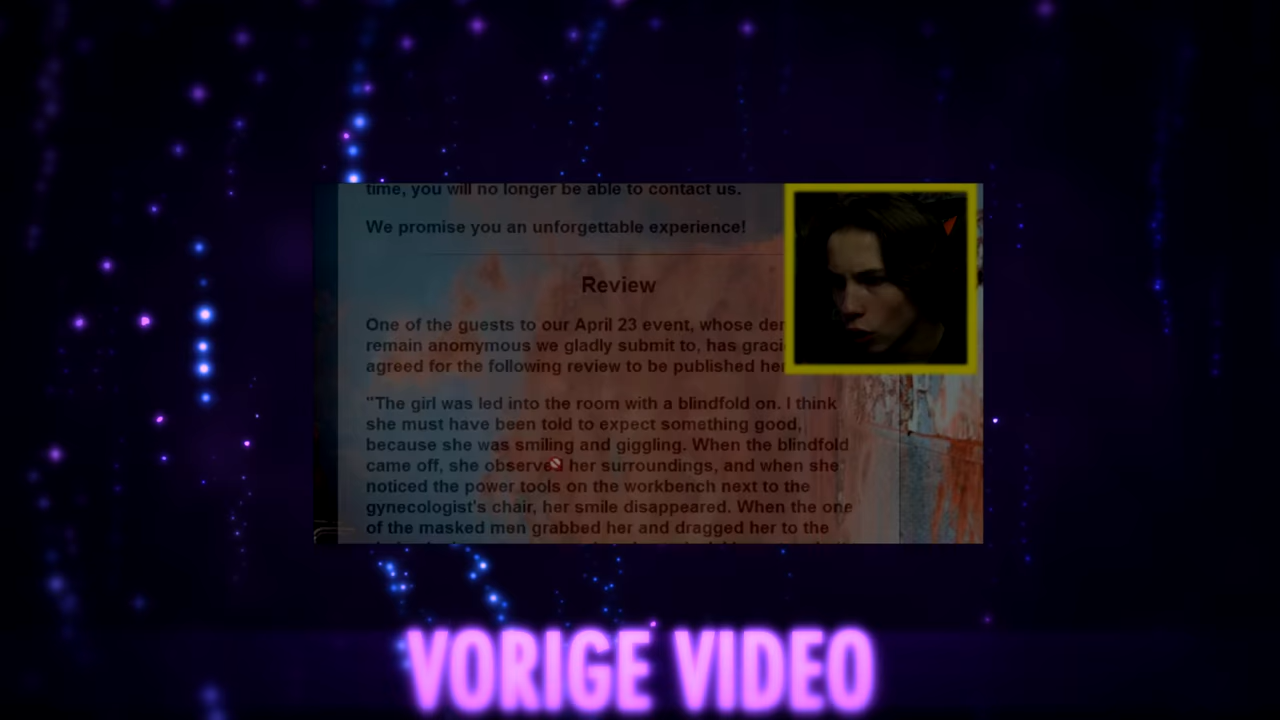 time, you will no longer be able to contact us.
We promise you an unforgettable experience!
Review
One of the guests to our April 23 event, whose
remain anomymous we gladly submit to, has
agreed for the following review to be published
"The girl was led into the room with a blindfold on. I think
she must have been told to expect something good,
because she was smiling and giggling. When the blindfold
came off, she observed her surroundings, and when she
noticed the power tools on the workbench next to the
gynecologist's chair, her smile disappeared. When the one
of the masked men grabbed her and dragged her to the
VORIGE VIDEO